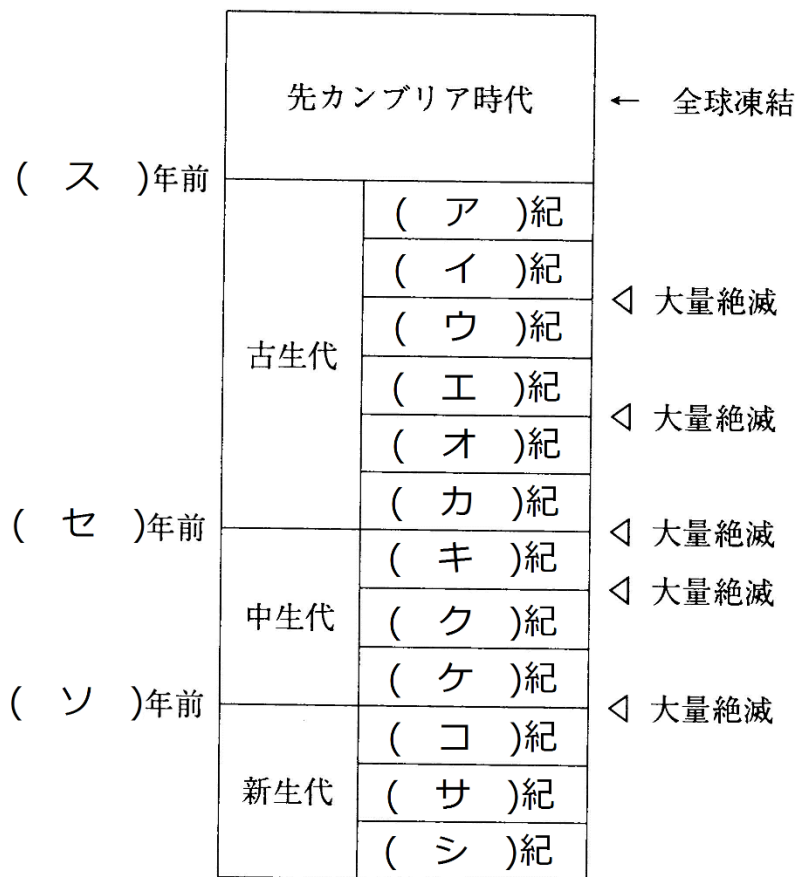 先カンブリア時代
← 全球凍結
( ス )年前
古生代
( ア )紀
( イ )紀
◁ 大量絶滅
( ウ )紀
( エ )紀
◁ 大量絶滅
( オ )紀
( カ )紀
( セ )年前
◁ 大量絶滅
中生代
( キ )紀
◁ 大量絶滅
( ク )紀
( ケ )紀
( ソ )年前
◁ 大量絶滅
新生代
( コ )紀
( サ )紀
( シ )紀